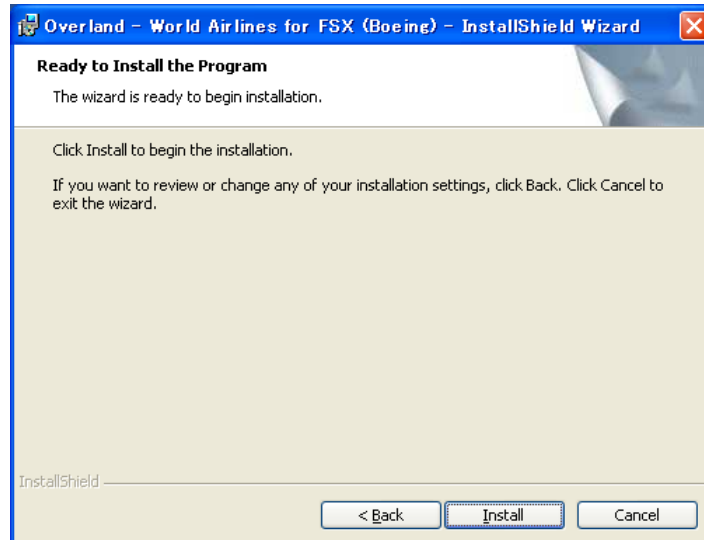 Overland - World Airlines for FSX (Boeing) - InstallShield Wizard
Ready to Install the Program
The wizard is ready to begin installation.
Click Install to begin the installation.
If you want to review or change any of your installation settings, click Back. Click Cancel to
exit the wizard.
InstallShield
< Back
Install
Cancel